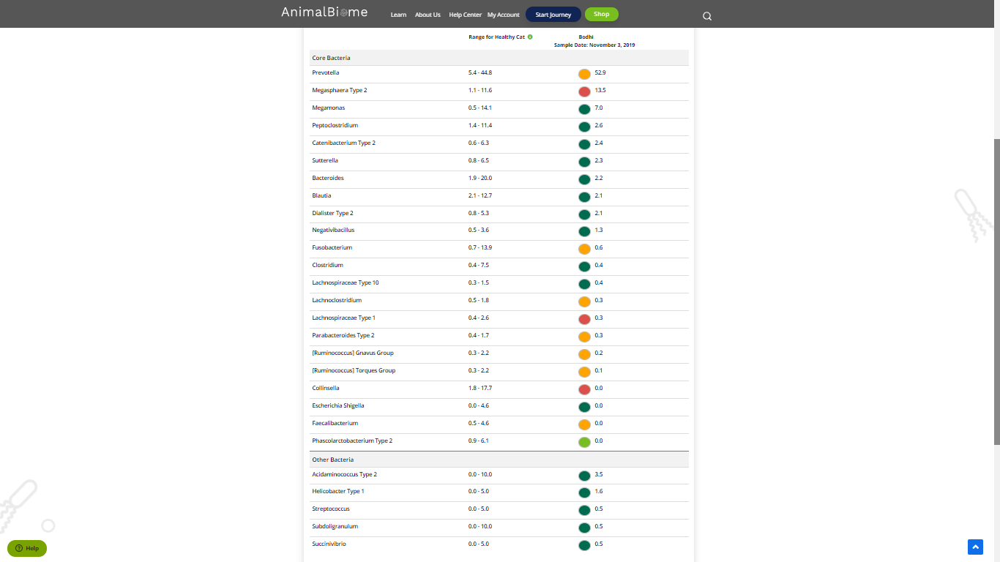 AnimalBiome Learn About Us Help Center My Account Start Journey Shop
Range for Healthy Cat Bodhi
Sample Date: November 3, 2019
Core Bacteria
Prevotella 5.4 - 44.8 52.9
Megasphaera Type 2 1.1 - 11.6 13.5
Megamonas 0.5 - 14.1 7.0
Peptoclostridium 1.4 - 11.4 2.6
Catenibacterium Type 2 0.6 - 6.3 2.4
Sutterella 0.8 - 6.5 2.3
Bacteroides 1.9 - 20.0 2.2
Blautia 2.1 - 12.7 2.1
Dialister Type 2 0.8 - 5.3 2.1
Negativibacillus 0.5 - 3.6 1.3
Fusobacterium 0.7 - 13.9 0.6
Clostridium 0.4 - 7.5 0.4
Lachnospiraceae Type 10 0.3 - 1.5 0.4
Lachnoclostridium 0.5 - 1.8 0.3
Lachnospiraceae Type 1 0.4 - 2.6 0.3
Parabacteroides Type 2 0.4 - 1.7 0.3
[Ruminococcus] Gnavus Group 0.3 - 2.2 0.2
[Ruminococcus] Torques Group 0.3 - 2.2 0.1
Collinsella 1.8 - 17.7 0.0
Escherichia Shigella 0.0 - 4.6 0.0
Faecalibacterium 0.5 - 4.6 0.0
Phascolarctobacterium Type 2 0.9 - 6.1 0.0
Other Bacteria
Acidaminococcus Type 2 0.0 - 10.0 3.5
Helicobacter Type 1 0.0 - 5.0 1.6
Streptococcus 0.0 - 5.0 0.5
Subdoligranulum 0.0 - 10.0 0.5
Succinivibrio 0.0 - 5.0 0.5
Help